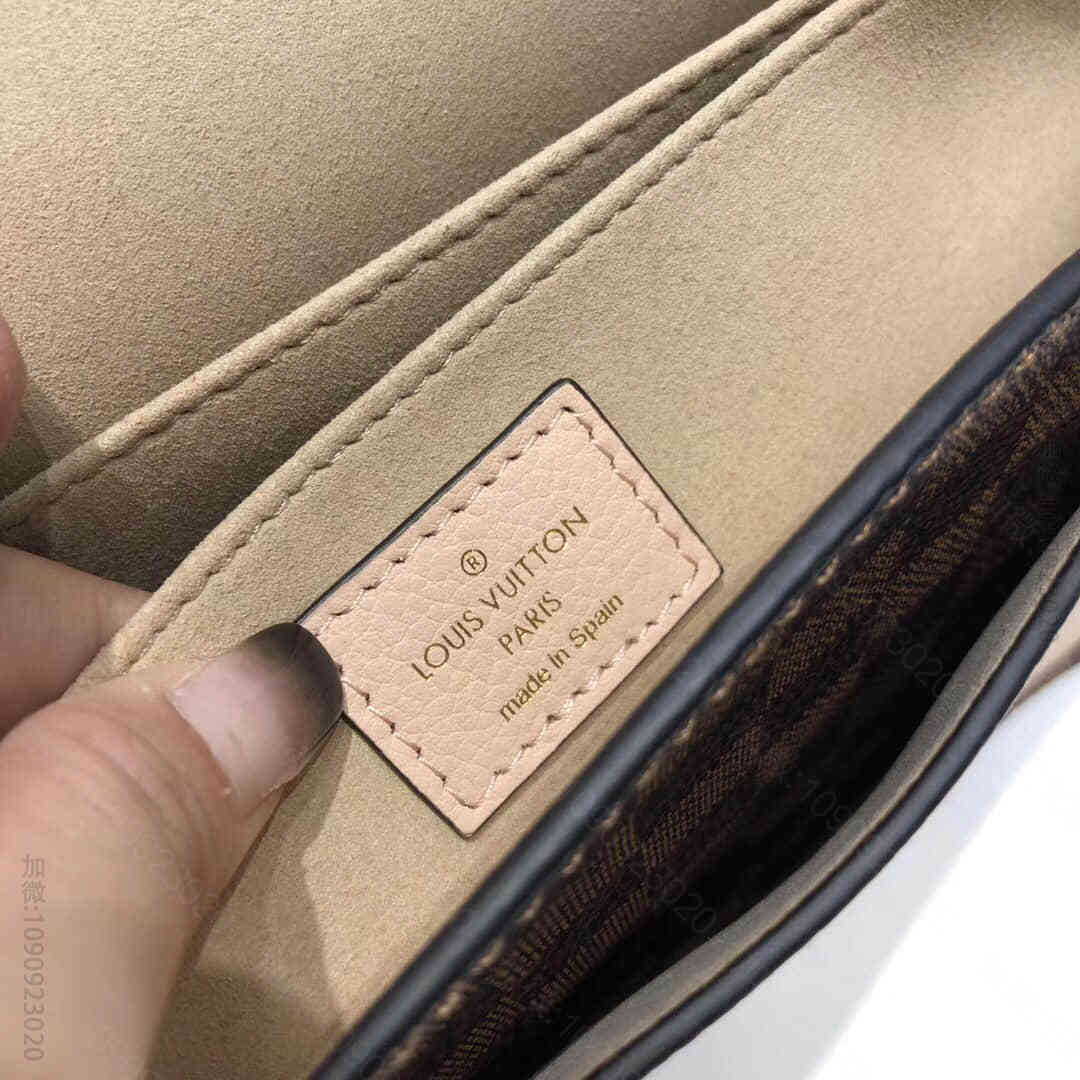 ®
LOUIS VUITTON
PARIS
made in Spain
加微:1090923020